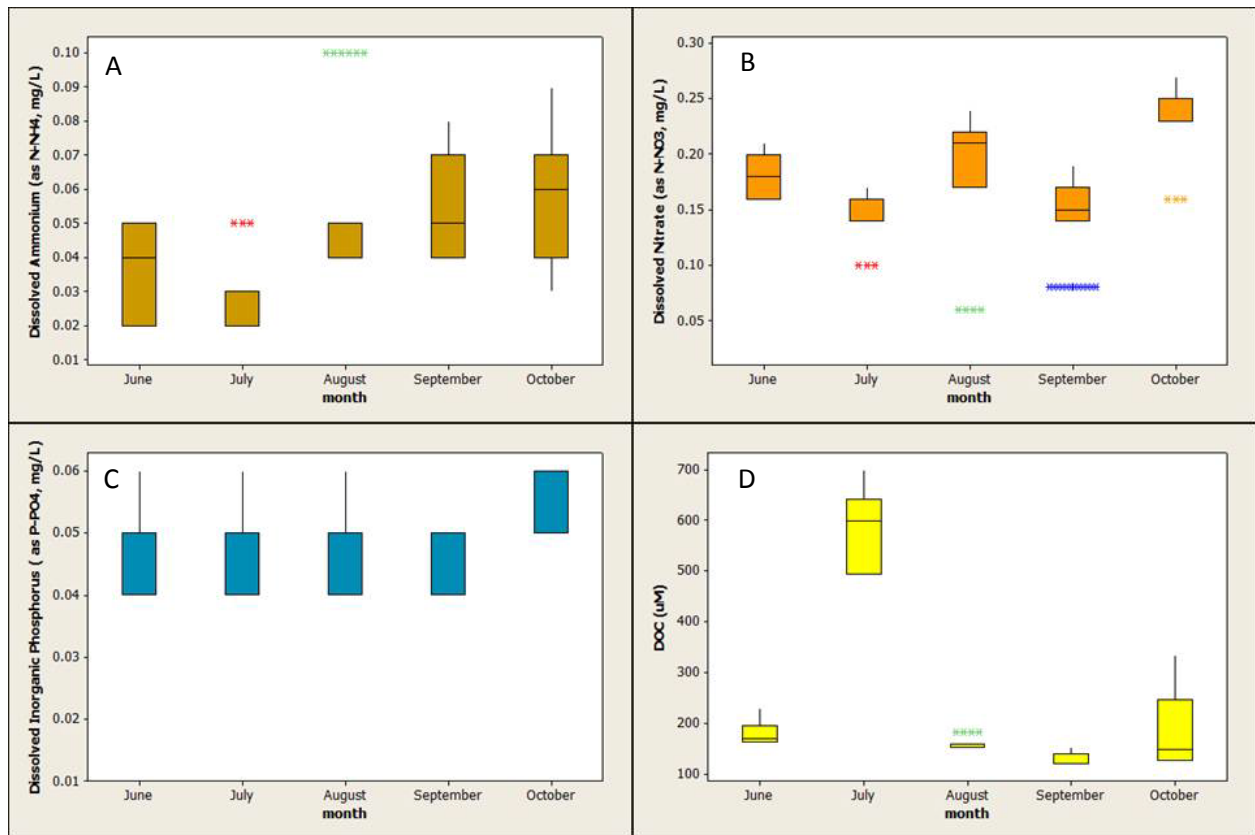 A
Dissolved Ammonium (as N-NH4, mg/L)
0.10
0.09
0.08
0.07
0.06
0.05
0.04
0.03
0.02
0.01
June July August September October
month
B
Dissolved Nitrate (as N-NO3, mg/L)
0.30
0.25
0.20
0.15
0.10
0.05
June July August September October
month
C
Dissolved Inorganic Phosphorus ( as P-PO4, mg/L)
0.06
0.05
0.04
0.03
0.02
0.01
June July August September October
month
D
DOC (uM)
700
600
500
400
300
200
100
June July August September October
month